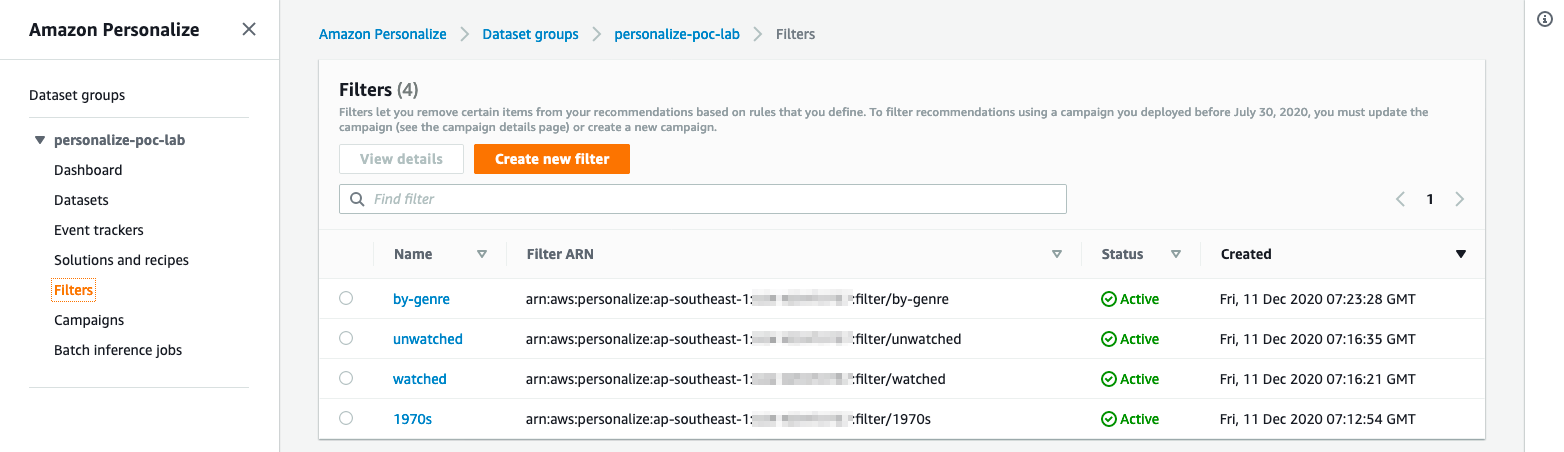 Amazon Personalize
Dataset groups
personalize-poc-lab
Dashboard
Datasets
Event trackers
Solutions and recipes
Filters
Campaigns
Batch inference jobs
Amazon Personalize Dataset groups personalize-poc-lab Filters
Filters (4)
Filters let you remove certain items from your recommendations based on rules that you define. To filter recommendations using a campaign you deployed before July 30, 2020, you must update the
campaign (see the campaign details page) or create a new campaign.
View details Create new filter
Find filter 1
Name Filter ARN Status Created
by-genre arn:aws:personalize:ap-southeast-1: :filter/by-genre Active Fri, 11 Dec 2020 07:23:28 GMT
unwatched arn:aws:personalize:ap-southeast-1: :filter/unwatched Active Fri, 11 Dec 2020 07:16:35 GMT
watched arn:aws:personalize:ap-southeast-1: :filter/watched Active Fri, 11 Dec 2020 07:16:21 GMT
1970s arn:aws:personalize:ap-southeast-1: :filter/1970s Active Fri, 11 Dec 2020 07:12:54 GMT